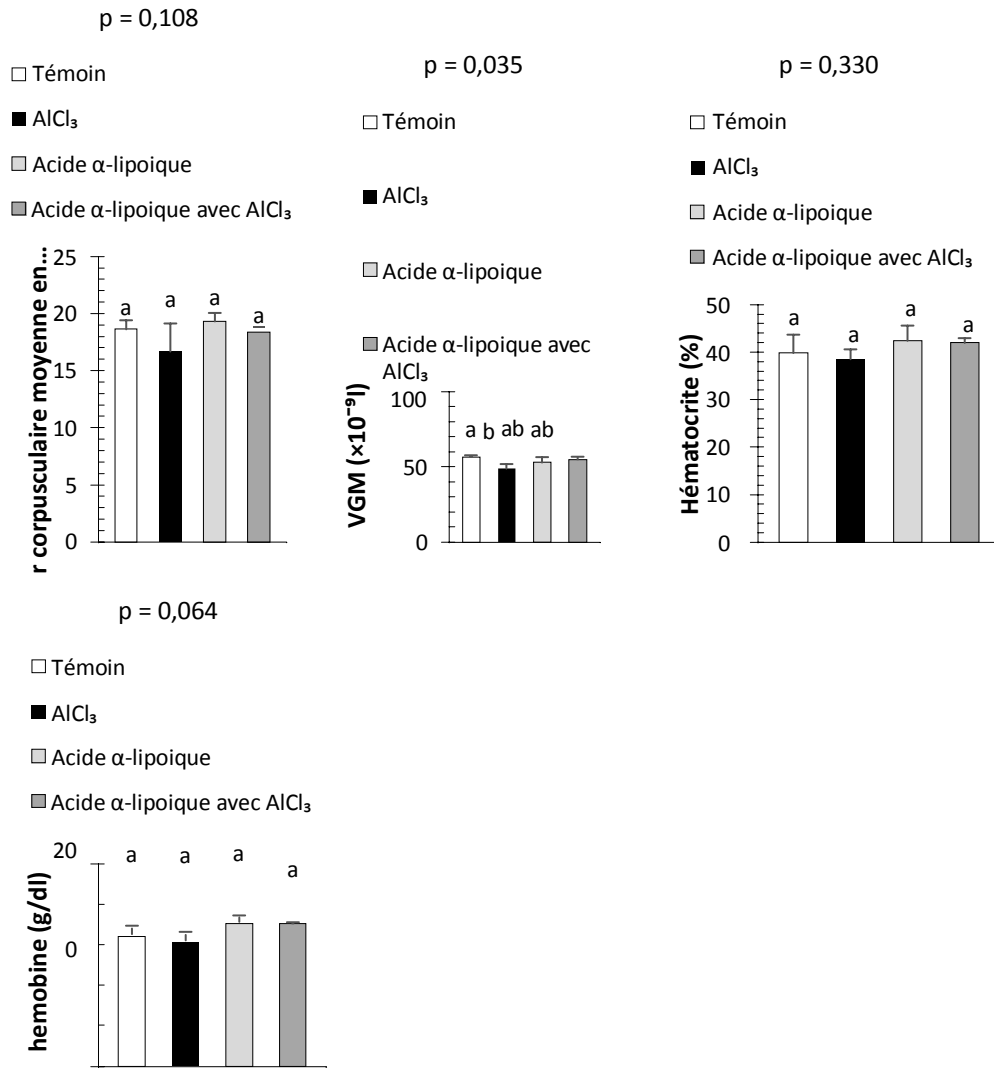 p = 0,108
Témoin
AlCl₃
Acide α-lipoique
Acide α-lipoique avec AlCl₃
r corpusculaire moyenne en...
25
20
15
10
5
0
a a a a
p = 0,035
Témoin
AlCl₃
Acide α-lipoique
Acide α-lipoique avec
AlCl₃
VGM (×10⁻⁹l)
100
50
0
a b ab ab
p = 0,330
Témoin
AlCl₃
Acide α-lipoique
Acide α-lipoique avec AlCl₃
Hématocrite (%)
50
40
30
20
10
0
a a a a
p = 0,064
Témoin
AlCl₃
Acide α-lipoique
Acide α-lipoique avec AlCl₃
hemobine (g/dl)
20
0
a a a a